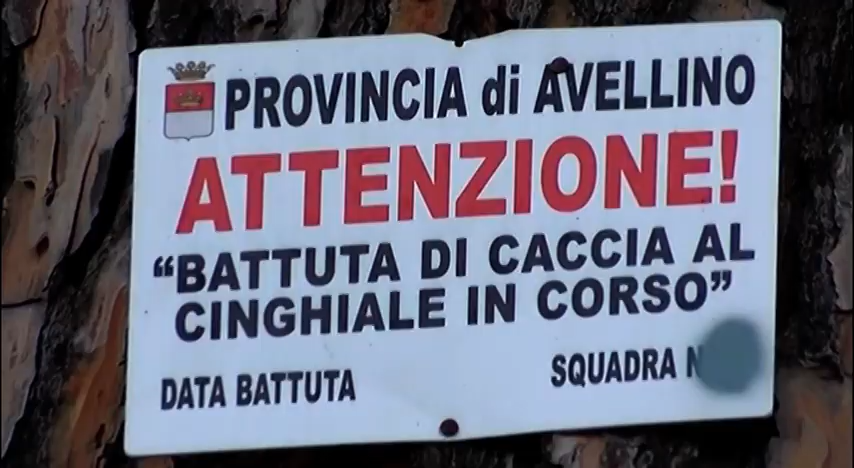 PROVINCIA di AVELLINO
ATTENZIONE!
“BATTUTA DI CACCIA AL
CINGHIALE IN CORSO”
DATA BATTUTA
SQUADRA